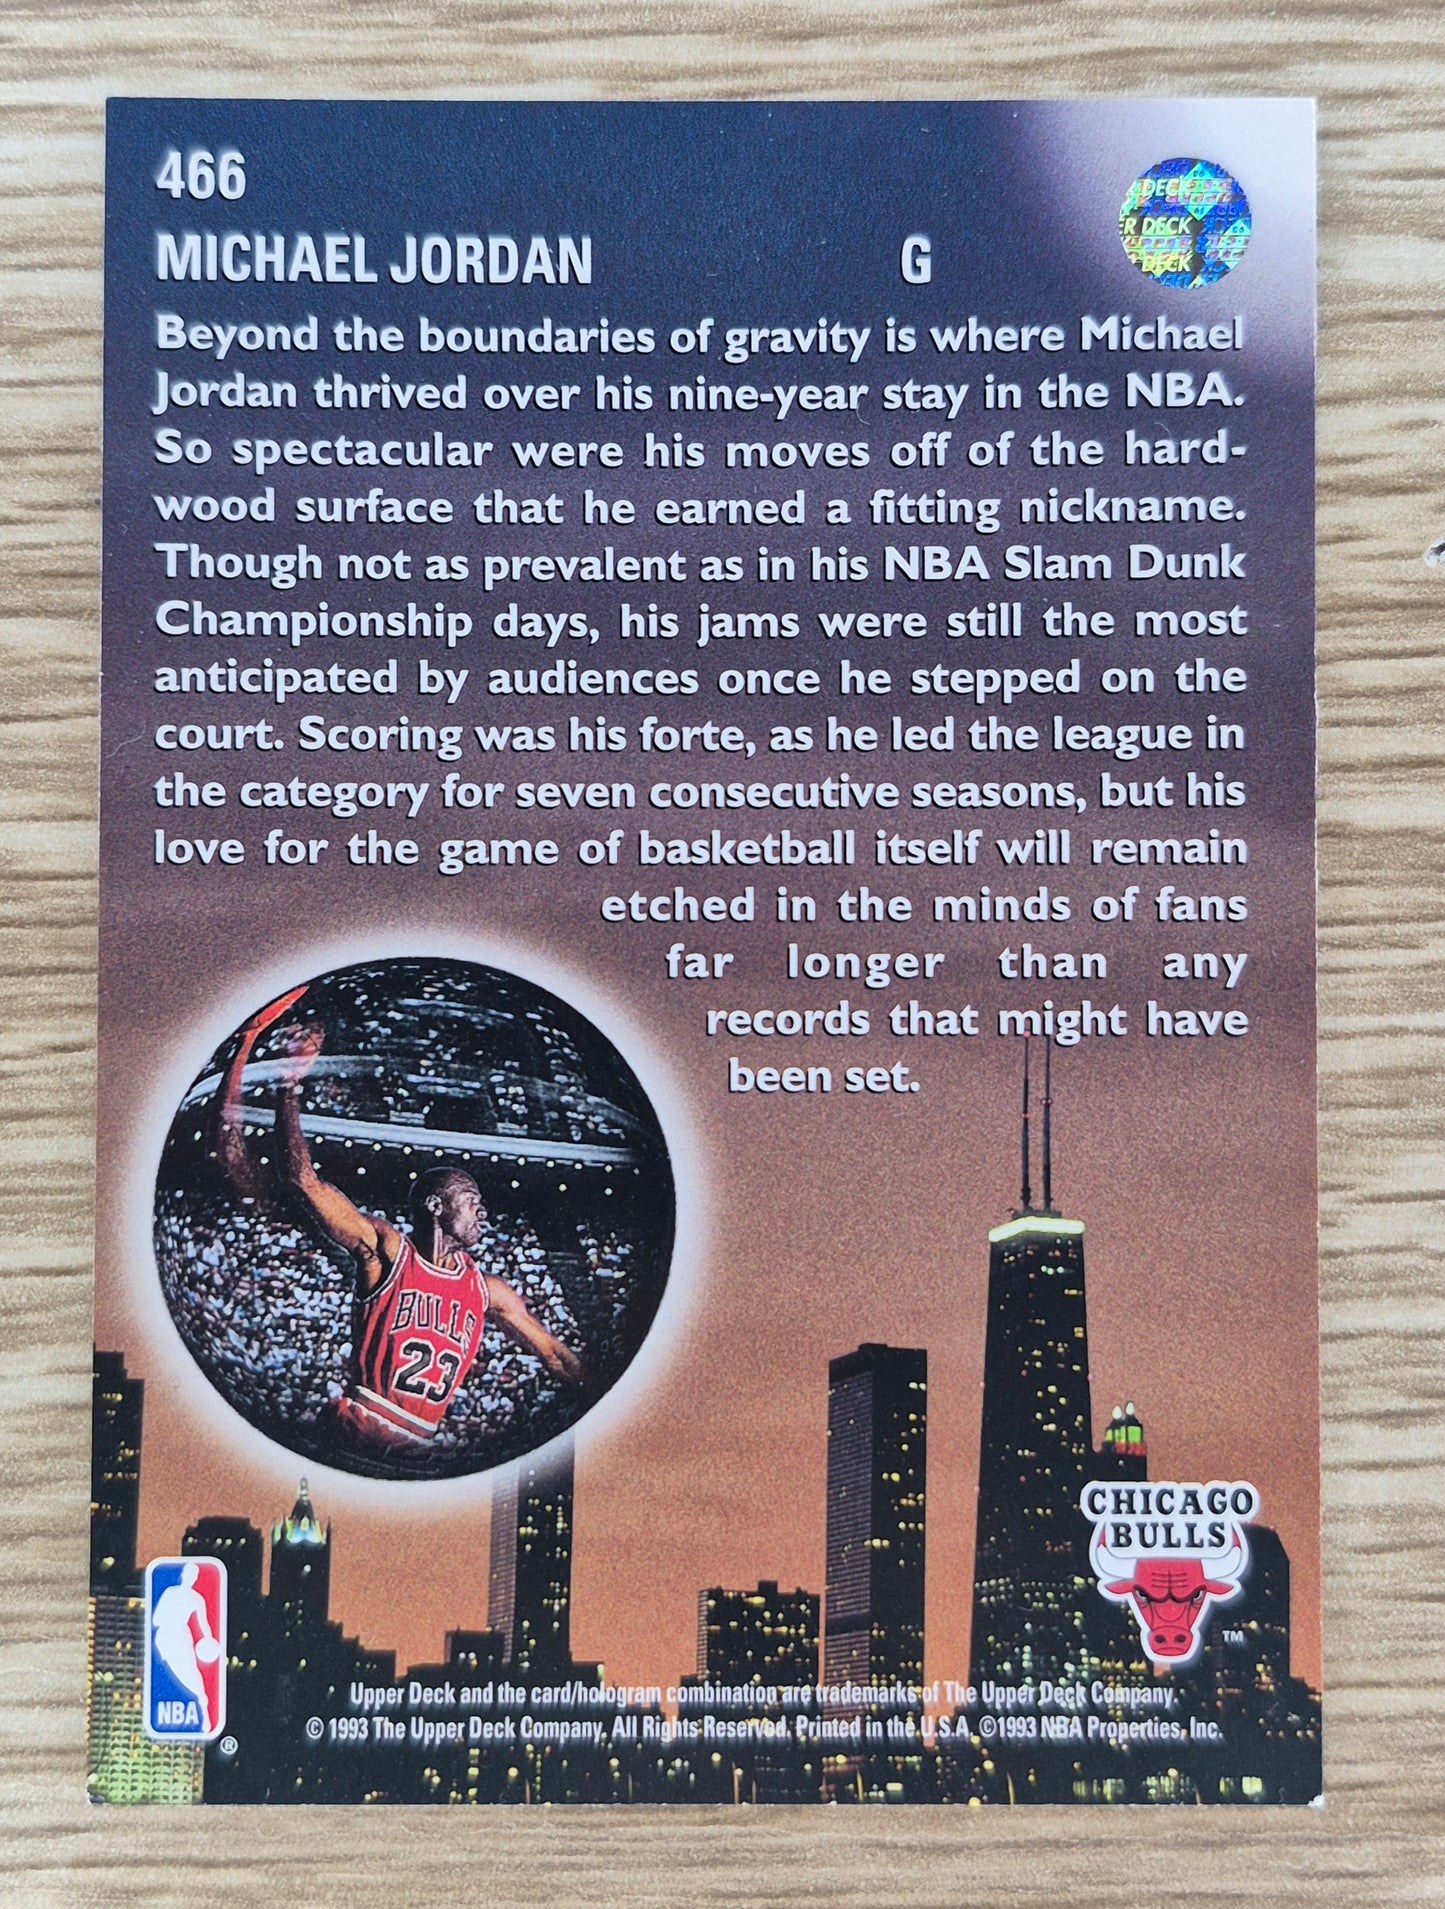 466
MICHAEL JORDAN G
DECK
R DECK
DECK
Beyond the boundaries of gravity is where Michael
Jordan thrived over his nine-year stay in the NBA.
So spectacular were his moves off of the hard-
wood surface that he earned a fitting nickname.
Though not as prevalent as in his NBA Slam Dunk
Championship days, his jams were still the most
anticipated by audiences once he stepped on the
court. Scoring was his forte, as he led the league in
the category for seven consecutive seasons, but his
love for the game of basketball itself will remain
etched in the minds of fans
far longer than any
records that might have
been set.
BULLS
23
CHICAGO
BULLS
TM
NBA
®
Upper Deck and the card/hologram combination are trademarks of The Upper Deck Company.
© 1993 The Upper Deck Company. All Rights Reserved. Printed in the U.S.A. ©1993 NBA Properties, Inc.